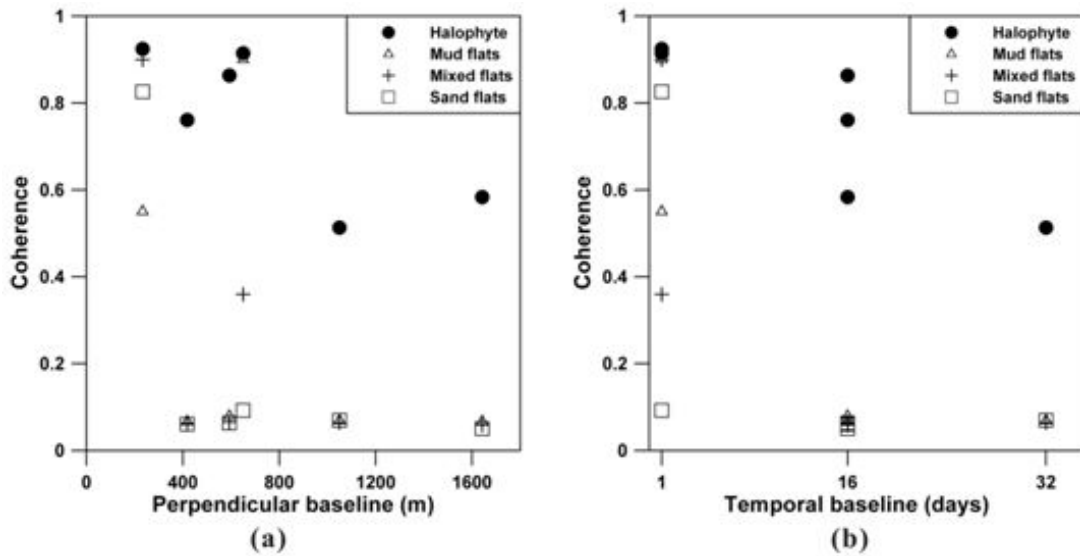 1
0.8
0.6
0.4
0.2
0
Coherence
0 400 800 1200 1600
Perpendicular baseline (m)
Halophyte
Mud flats
Mixed flats
Sand flats
(a)
1
0.8
0.6
0.4
0.2
0
Coherence
1 16 32
Temporal baseline (days)
Halophyte
Mud flats
Mixed flats
Sand flats
(b)